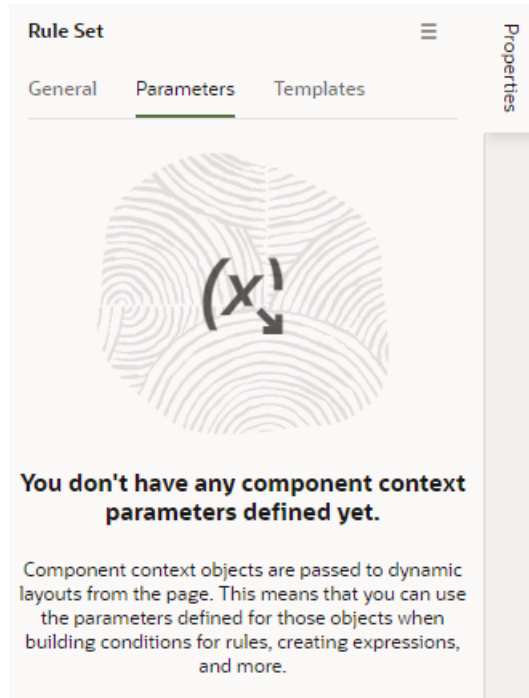 Rule Set
Properties
General Parameters Templates
(x)
You don't have any component context
parameters defined yet.
Component context objects are passed to dynamic
layouts from the page. This means that you can use
the parameters defined for those objects when
building conditions for rules, creating expressions,
and more.